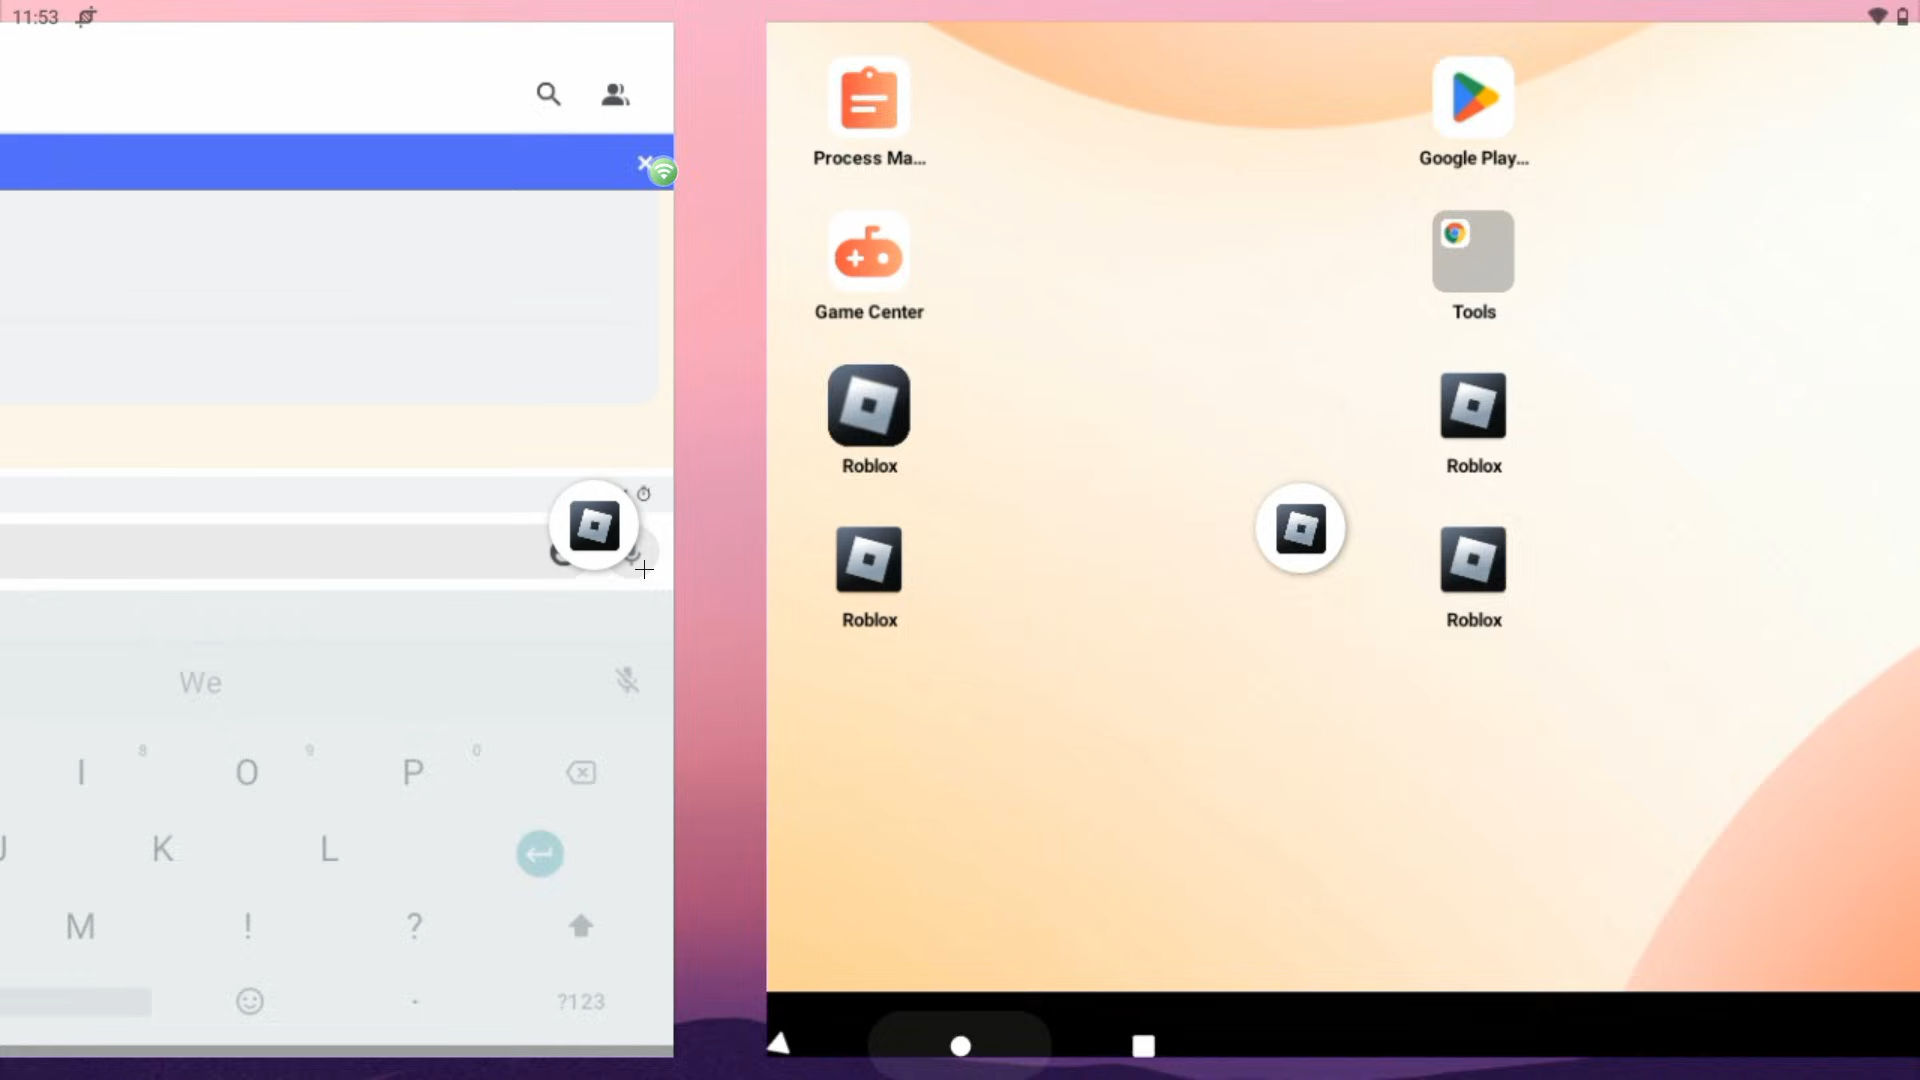 11:53
We
8
9
0
I
O
P
J
K
L
M
!
?
.
?123
Process Ma...
Google Play...
Game Center
Tools
Roblox
Roblox
Roblox
Roblox